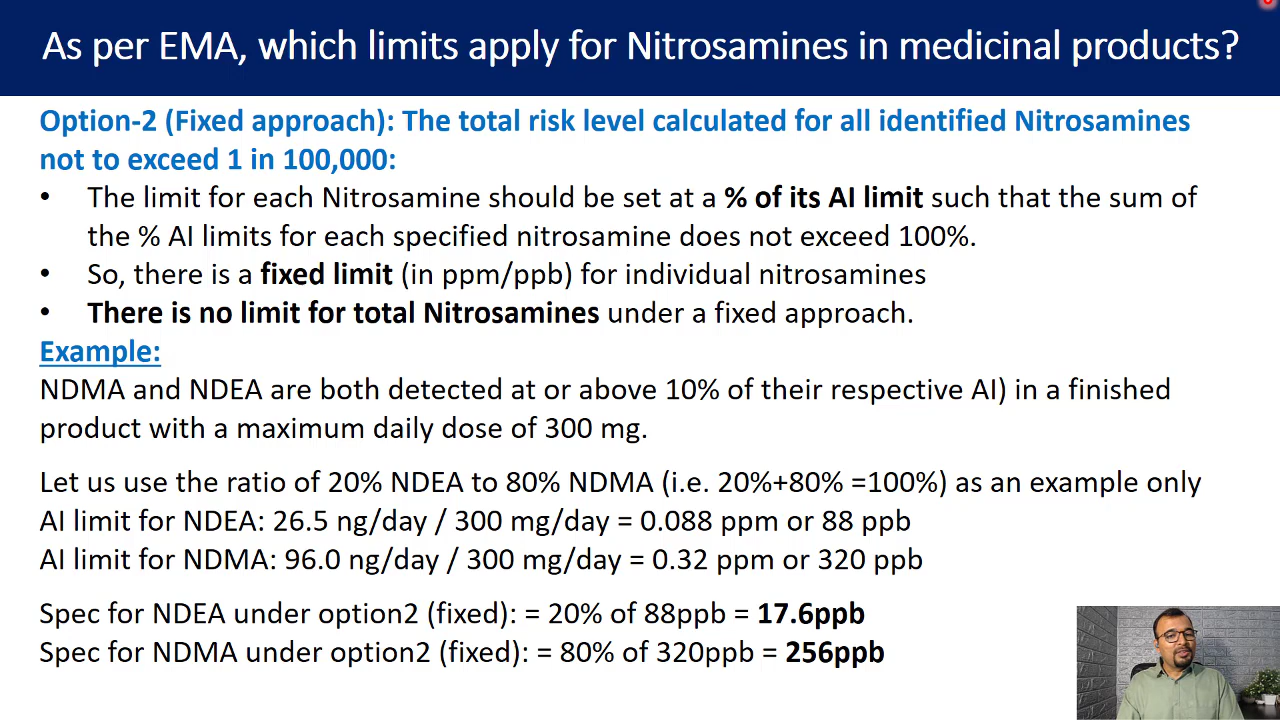 As per EMA, which limits apply for Nitrosamines in medicinal products?
Option-2 (Fixed approach): The total risk level calculated for all identified Nitrosamines
not to exceed 1 in 100,000:
• The limit for each Nitrosamine should be set at a % of its AI limit such that the sum of
the % AI limits for each specified nitrosamine does not exceed 100%.
• So, there is a fixed limit (in ppm/ppb) for individual nitrosamines
• There is no limit for total Nitrosamines under a fixed approach.
Example:
NDMA and NDEA are both detected at or above 10% of their respective AI) in a finished
product with a maximum daily dose of 300 mg.
Let us use the ratio of 20% NDEA to 80% NDMA (i.e. 20%+80% =100%) as an example only
AI limit for NDEA: 26.5 ng/day / 300 mg/day = 0.088 ppm or 88 ppb
AI limit for NDMA: 96.0 ng/day / 300 mg/day = 0.32 ppm or 320 ppb
Spec for NDEA under option2 (fixed): = 20% of 88ppb = 17.6ppb
Spec for NDMA under option2 (fixed): = 80% of 320ppb = 256ppb